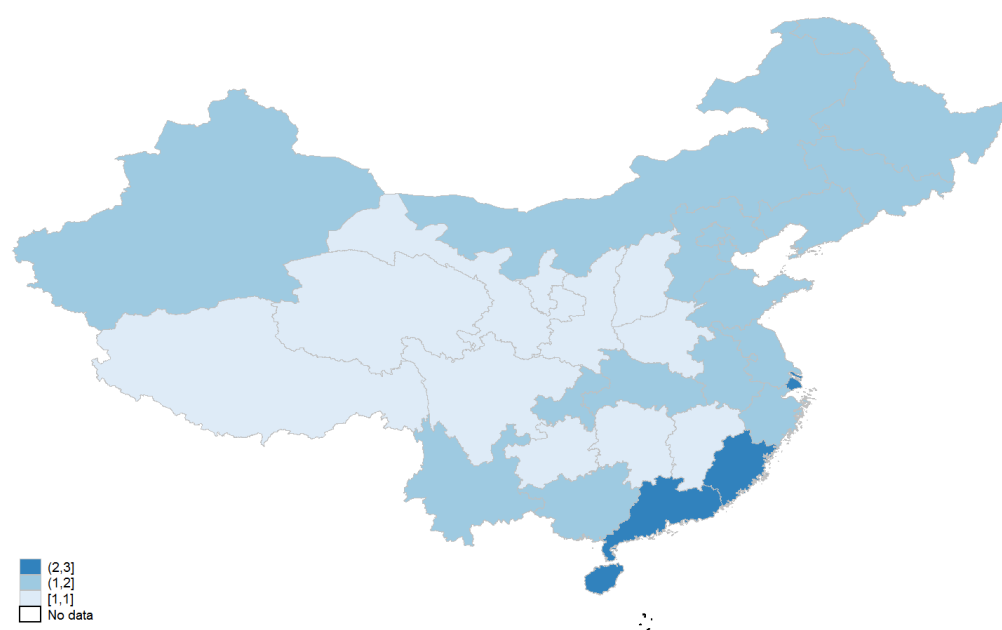 (2,3]
(1,2]
[1,1]
No data